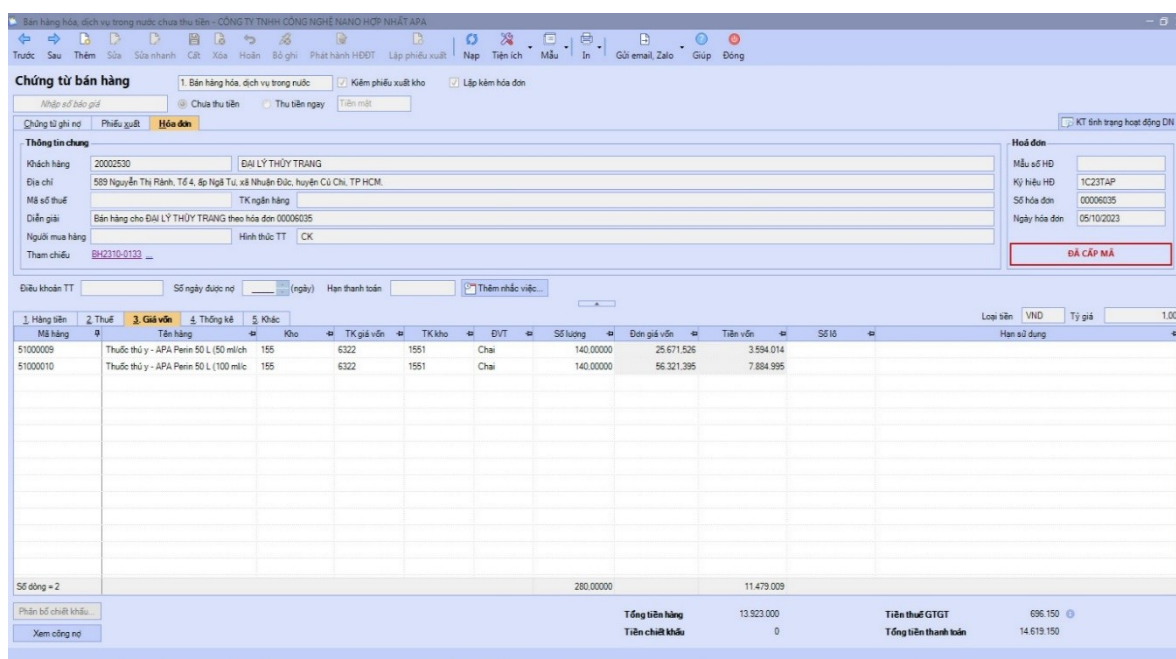 Bán hàng hóa, dịch vụ trong nước chưa thu tiền - CÔNG TY TNHH CÔNG NGHỆ NANO HỢP NHẤT APA
Trước Sau Thêm Sửa Sửa nhanh Cất Xóa Hoãn Bỏ ghi Phát hành HĐĐT Lập phiếu xuất Nạp Tiện ích Mẫu In Gửi email, Zalo Giúp Đóng
Chứng từ bán hàng 1. Bán hàng hóa, dịch vụ trong nước Kiêm phiếu xuất kho Lập kèm hóa đơn
Nhập số báo giá Chưa thu tiền Thu tiền ngay Tiền mặt
Chứng từ ghi nợ Phiếu xuất Hóa đơn KT tình trạng hoạt động DN
Thông tin chung Hoá đơn
Khách hàng 20002530 ĐẠI LÝ THÙY TRANG Mẫu số HĐ
Địa chỉ 589 Nguyễn Thị Rành, Tổ 4, ấp Ngã Tư, xã Nhuận Đức, huyện Củ Chi, TP HCM. Ký hiệu HĐ 1C23TAP
Mã số thuế TK ngân hàng Số hóa đơn 00006035
Diễn giải Bán hàng cho ĐẠI LÝ THÙY TRANG theo hóa đơn 00006035 Ngày hóa đơn 05/10/2023
Người mua hàng Hình thức TT CK
Tham chiếu BH2310-0133 ... ĐÃ CẤP MÃ
Điều khoản TT Số ngày được nợ (ngày) Hạn thanh toán Thêm nhắc việc...
1. Hàng tiền 2. Thuế 3. Giá vốn 4. Thống kê 5. Khác Loại tiền VND Tỷ giá 1,00
Mã hàng Tên hàng Kho TK giá vốn TK kho ĐVT Số lượng Đơn giá vốn Tiền vốn Số lô Hạn sử dụng
51000009 Thuốc thú y - APA Perin 50 L (50 ml/ch 155 6322 1551 Chai 140,00000 25.671,526 3.594.014
51000010 Thuốc thú y - APA Perin 50 L (100 ml/c 155 6322 1551 Chai 140,00000 56.321,395 7.884.995
Số dòng = 2 280,00000 11.479.009
Phân bổ chiết khấu... Tổng tiền hàng 13.923.000 Tiền thuế GTGT 696.150
Xem công nợ Tiền chiết khấu 0 Tổng tiền thanh toán 14.619.150